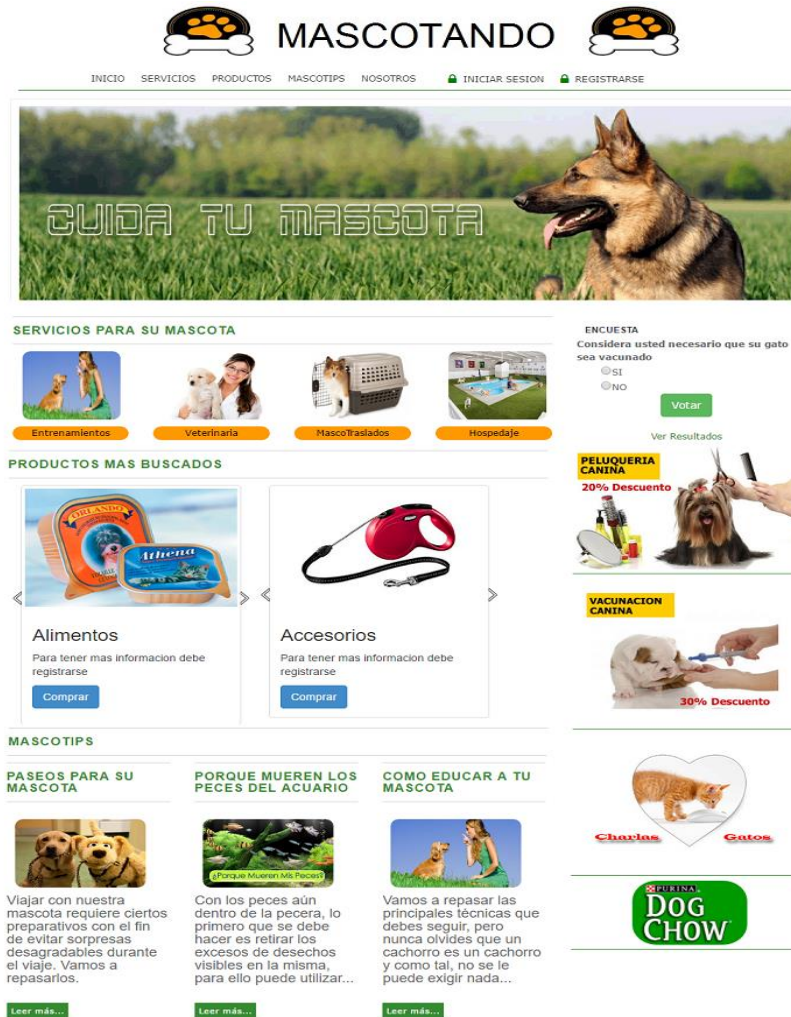 MASCOTANDO
INICIO SERVICIOS PRODUCTOS MASCOTIPS NOSOTROS INICIAR SESION REGISTRARSE
CUIDA TU MASCOTA
SERVICIOS PARA SU MASCOTA
Entrenamientos Veterinaria MascoTraslados Hospedaje
PRODUCTOS MAS BUSCADOS
ORLANDO
Athena
Alimentos
Para tener mas informacion debe
registrarse
Comprar
Accesorios
Para tener mas informacion debe
registrarse
Comprar
MASCOTIPS
PASEOS PARA SU
MASCOTA
Viajar con nuestra
mascota requiere ciertos
preparativos con el fin
de evitar sorpresas
desagradables durante
el viaje. Vamos a
repasarlos.
Leer más...
PORQUE MUEREN LOS
PECES DEL ACUARIO
¿Porque Mueren Mis Peces?
Con los peces aún
dentro de la pecera, lo
primero que se debe
hacer es retirar los
excesos de desechos
visibles en la misma,
para ello puede utilizar...
Leer más...
COMO EDUCAR A TU
MASCOTA
Vamos a repasar las
principales técnicas que
debes seguir, pero
nunca olvides que un
cachorro es un cachorro
y como tal, no se le
puede exigir nada...
Leer más...
ENCUESTA
Considera usted necesario que su gato
sea vacunado
SI
NO
Votar
Ver Resultados
PELUQUERIA
CANINA
20% Descuento
VACUNACION
CANINA
30% Descuento
Charlas Gatos
PURINA
DOG
CHOW